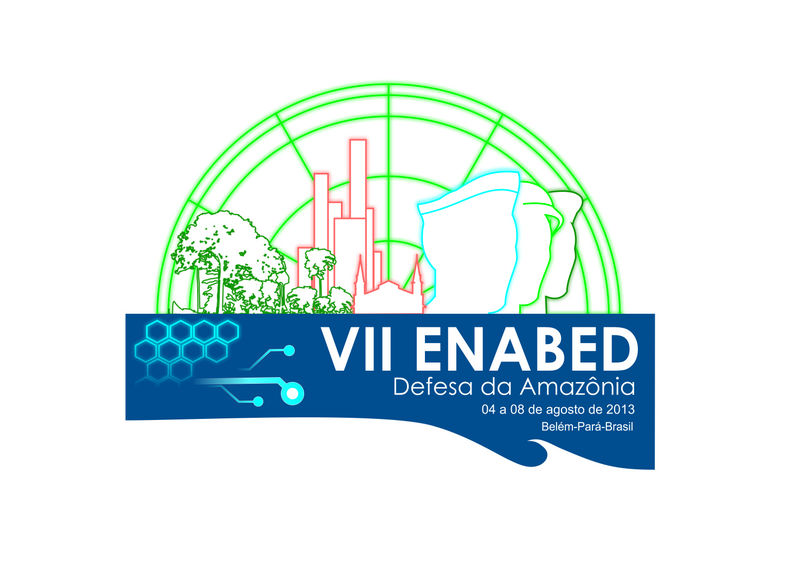 VII ENABED
Defesa da Amazônia
04 a 08 de agosto de 2013
Belém-Pará-Brasil